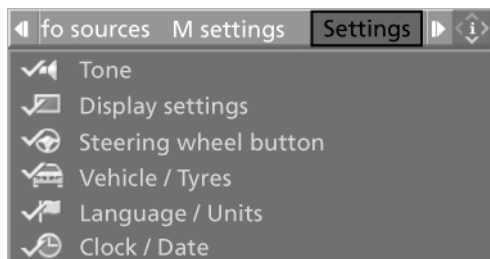 fo sources M settings Settings i
Tone
Display settings
Steering wheel button
Vehicle / Tyres
Language / Units
Clock / Date